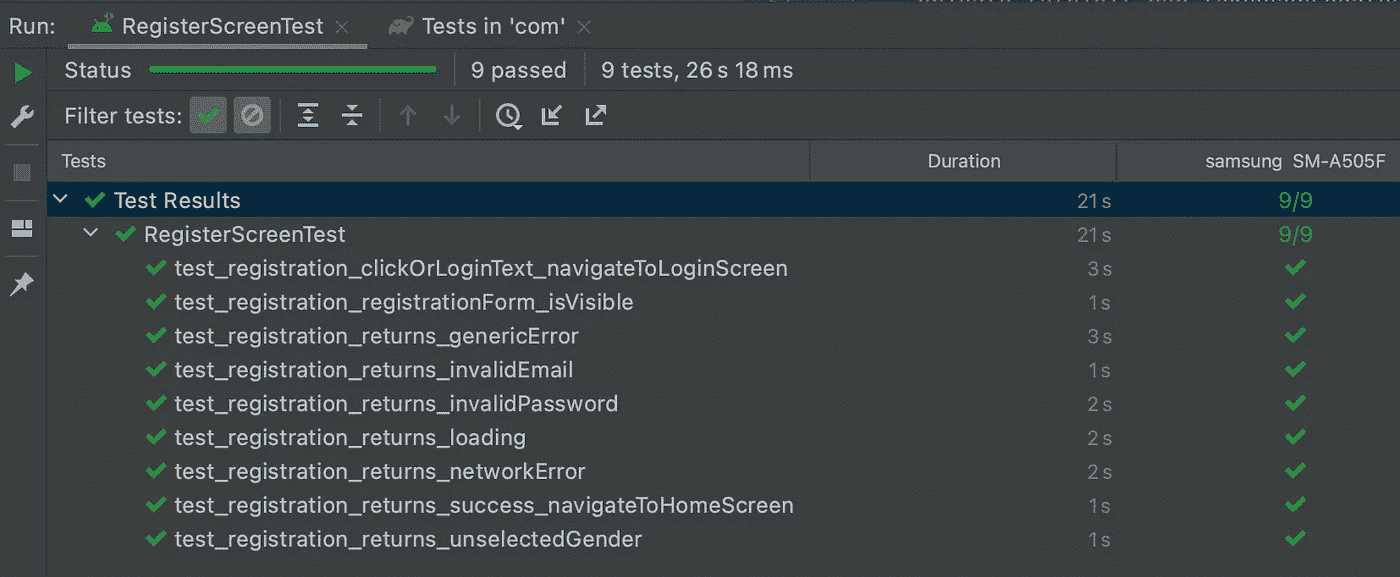 Run: RegisterScreenTest Tests in 'com'
Status 9 passed 9 tests, 26 s 18 ms
Filter tests:
Tests Duration samsung SM-A505F
Test Results 21 s 9/9
RegisterScreenTest 21 s 9/9
test_registration_clickOrLoginText_navigateToLoginScreen 3 s
test_registration_registrationForm_isVisible 1 s
test_registration_returns_genericError 3 s
test_registration_returns_invalidEmail 1 s
test_registration_returns_invalidPassword 2 s
test_registration_returns_loading 2 s
test_registration_returns_networkError 2 s
test_registration_returns_success_navigateToHomeScreen 1 s
test_registration_returns_unselectedGender 1 s